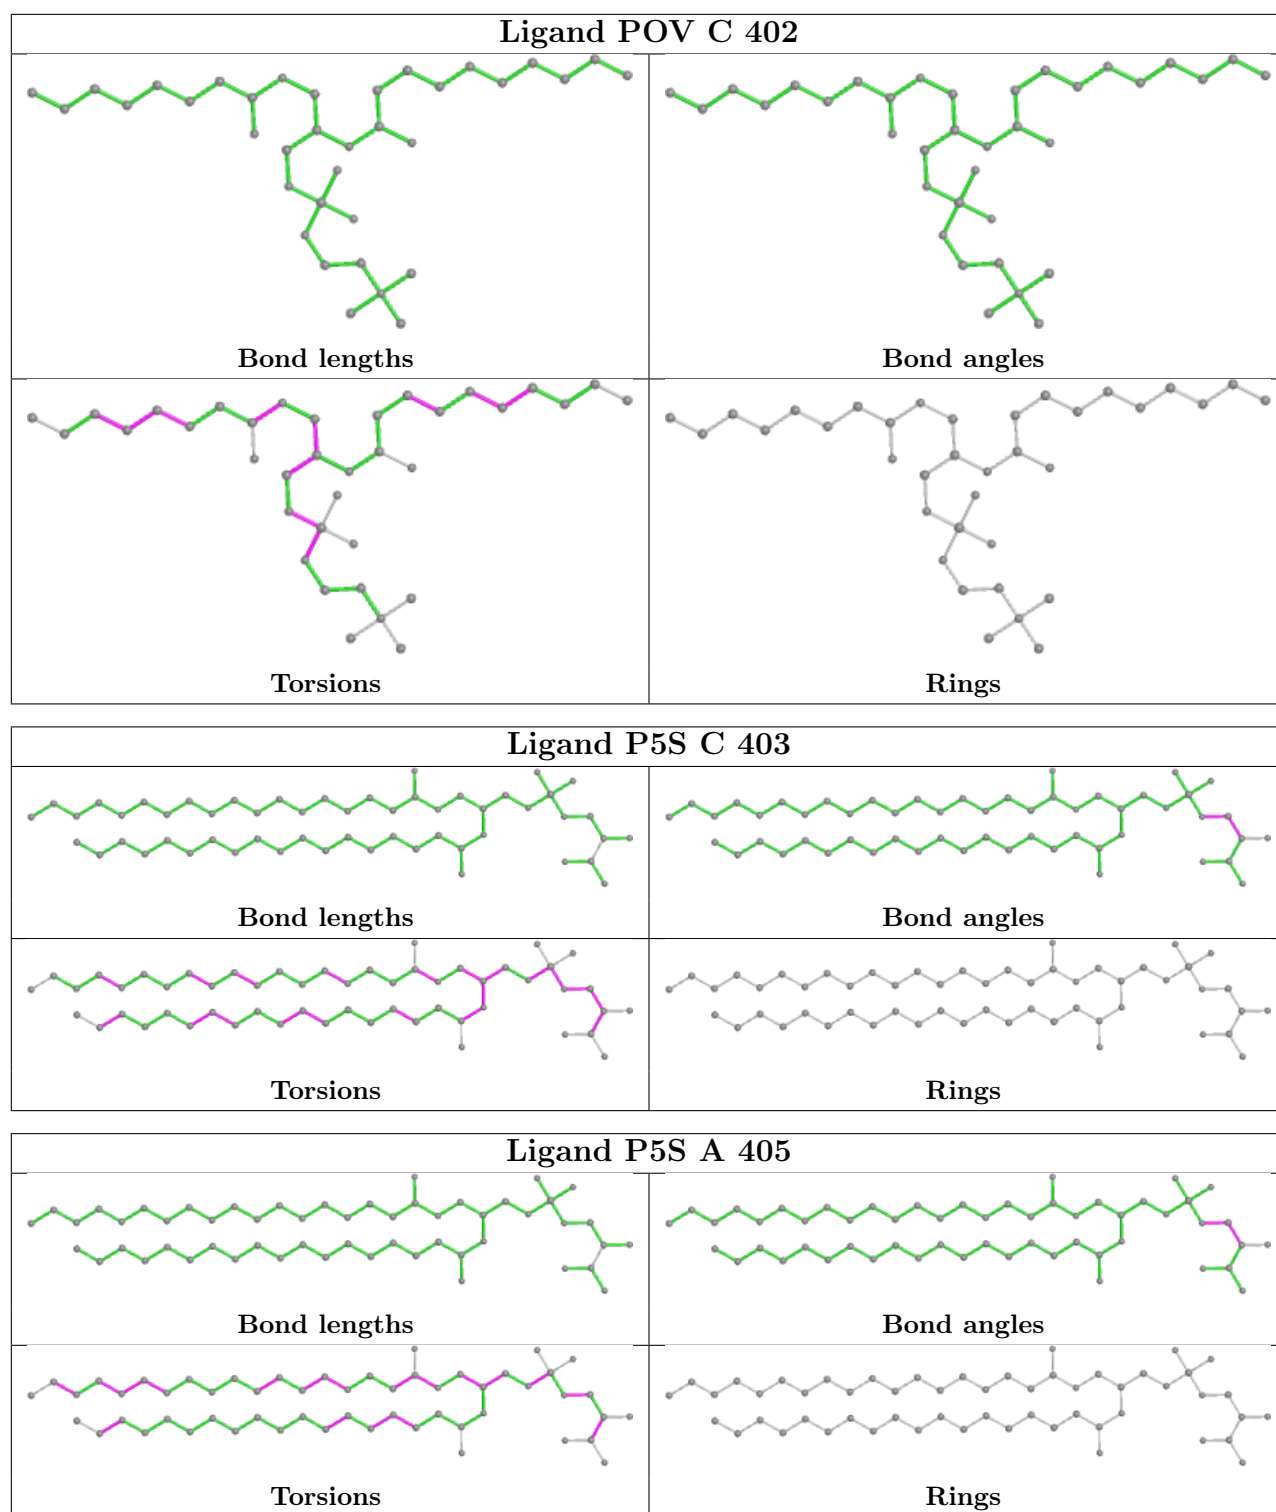 Ligand POV C 402
Bond lengths
Bond angles
Torsions
Rings
Ligand P5S C 403
Bond lengths
Bond angles
Torsions
Rings
Ligand P5S A 405
Bond lengths
Bond angles
Torsions
Rings